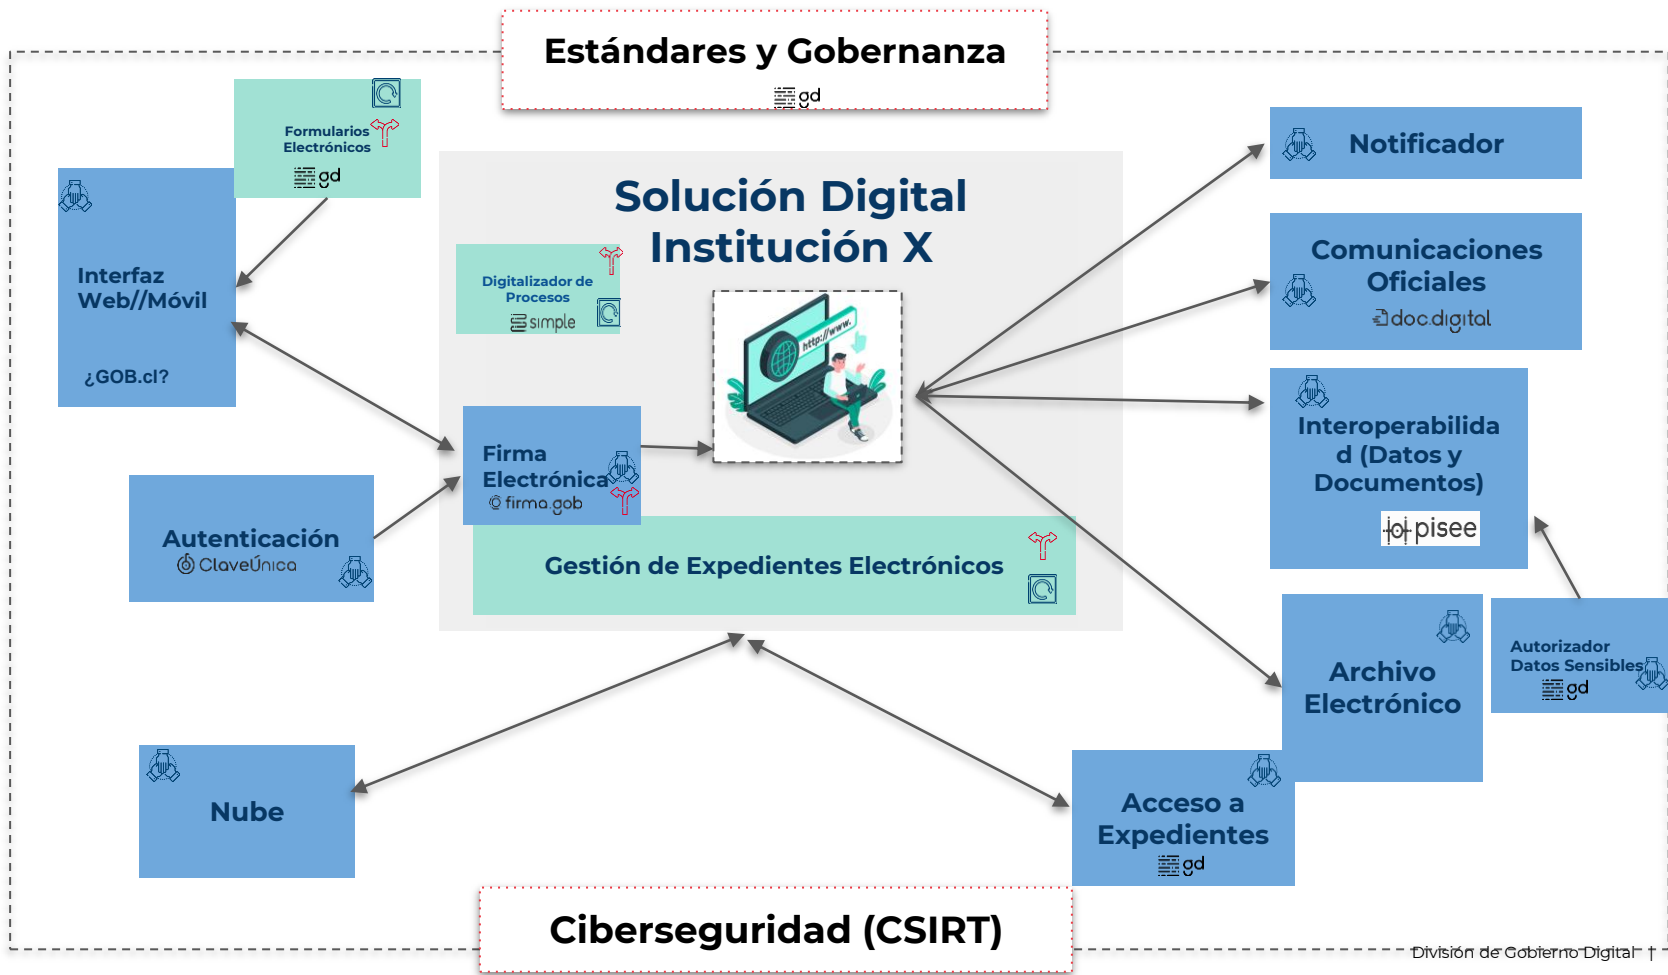 Estándares y Gobernanza
gd
Formularios
Electrónicos
gd
Interfaz
Web//Móvil
¿GOB.cl?
Solución Digital
Institución X
Digitalizador de
Procesos
simple
http://www.
Firma
Electrónica
firma.gob
Autenticación
ClaveÚnica
Gestión de Expedientes Electrónicos
Notificador
Comunicaciones
Oficiales
doc.digital
Interoperabilida
d (Datos y
Documentos)
pisee
Autorizador
Datos Sensibles
gd
Archivo
Electrónico
Nube
Acceso a
Expedientes
gd
Ciberseguridad (CSIRT)
División de Gobierno Digital |